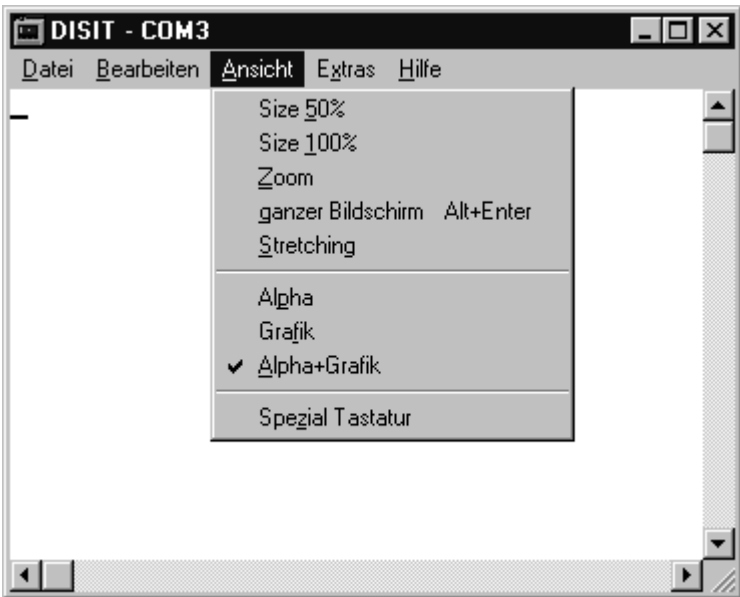 DISIT - COM3
Datei Bearbeiten Ansicht Extras Hilfe
Size 50%
Size 100%
Zoom
ganzer Bildschirm Alt+Enter
Stretching
Alpha
Grafik
Alpha+Grafik
Spezial Tastatur